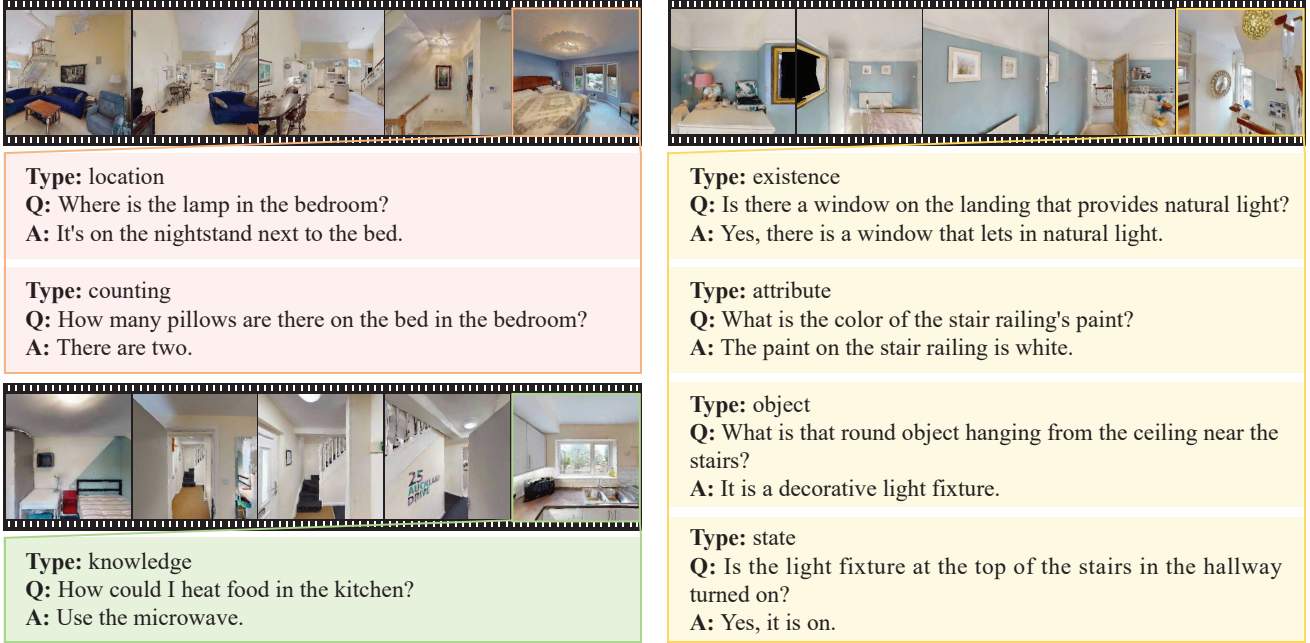 Type: location
Q: Where is the lamp in the bedroom?
A: It's on the nightstand next to the bed.
Type: counting
Q: How many pillows are there on the bed in the bedroom?
A: There are two.
25
AUCKLAND
DRIVE
Type: knowledge
Q: How could I heat food in the kitchen?
A: Use the microwave.
Type: existence
Q: Is there a window on the landing that provides natural light?
A: Yes, there is a window that lets in natural light.
Type: attribute
Q: What is the color of the stair railing's paint?
A: The paint on the stair railing is white.
Type: object
Q: What is that round object hanging from the ceiling near the
stairs?
A: It is a decorative light fixture.
Type: state
Q: Is the light fixture at the top of the stairs in the hallway
turned on?
A: Yes, it is on.